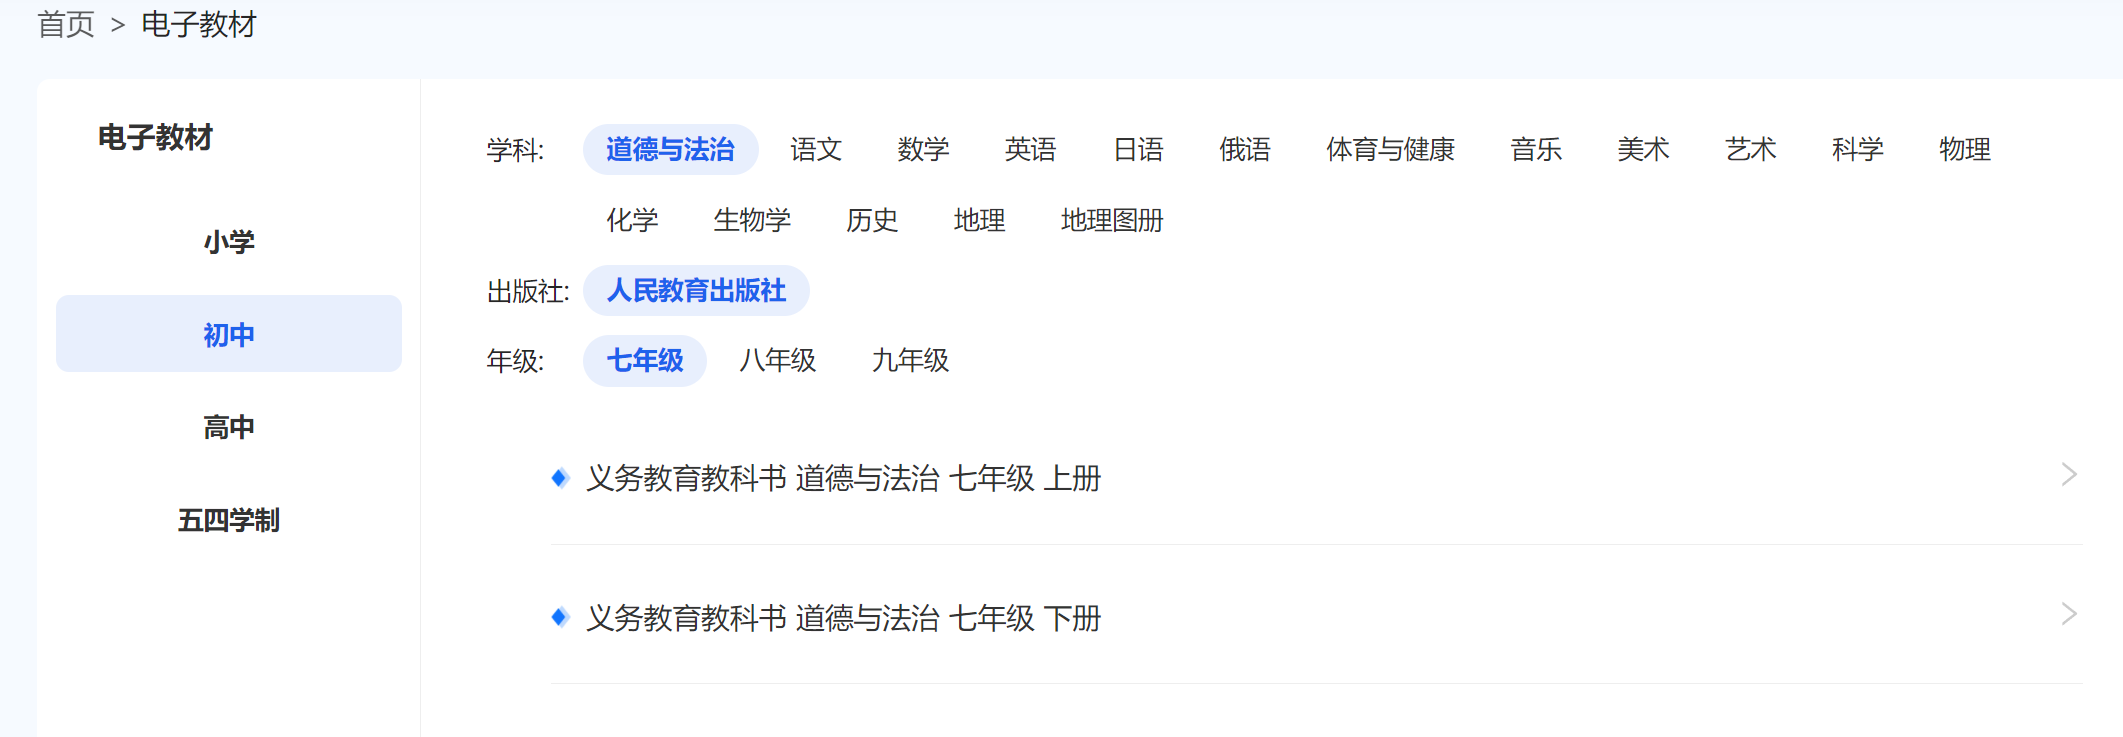 首页 > 电子教材
电子教材
小学
初中
高中
五四学制
学科: 道德与法治 语文 数学 英语 日语 俄语 体育与健康 音乐 美术 艺术 科学 物理
化学 生物学 历史 地理 地理图册
出版社: 人民教育出版社
年级: 七年级 八年级 九年级
义务教育教科书 道德与法治 七年级 上册
义务教育教科书 道德与法治 七年级 下册